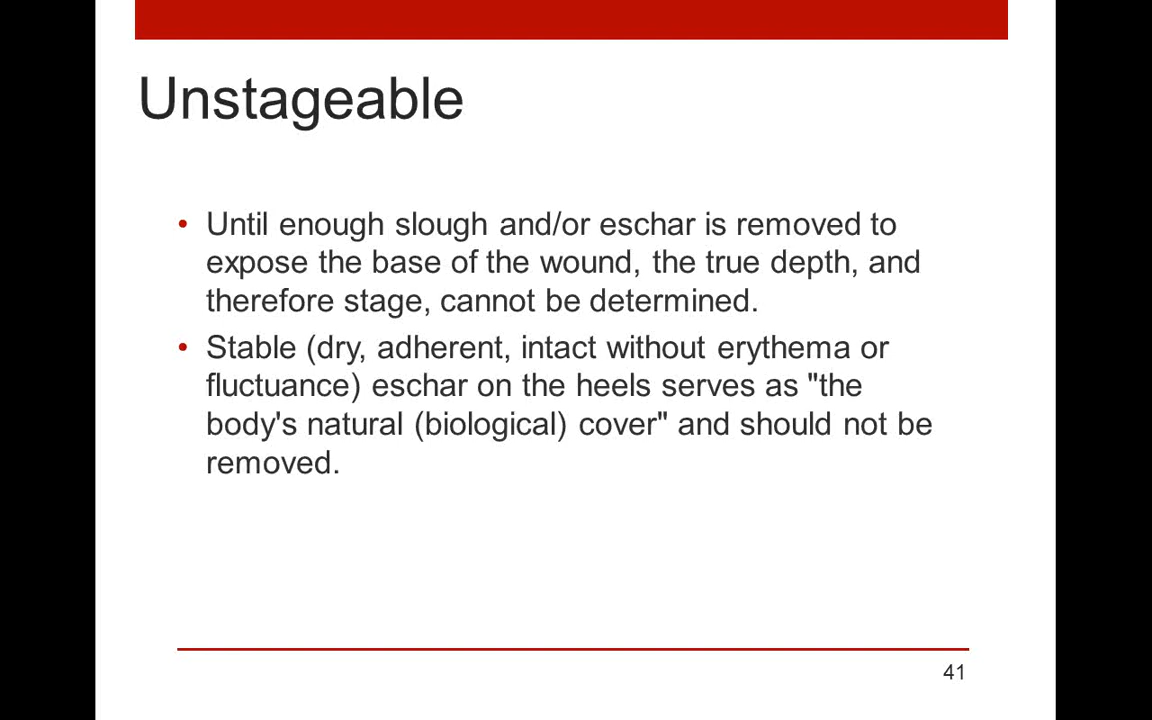 Unstageable
• Until enough slough and/or eschar is removed to
expose the base of the wound, the true depth, and
therefore stage, cannot be determined.
• Stable (dry, adherent, intact without erythema or
fluctuance) eschar on the heels serves as "the
body's natural (biological) cover" and should not be
removed.
41